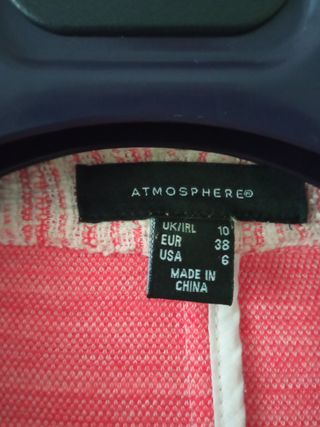 ATMOSPHERE®
UK/IRL 10
EUR 38
USA 6
MADE IN
CHINA